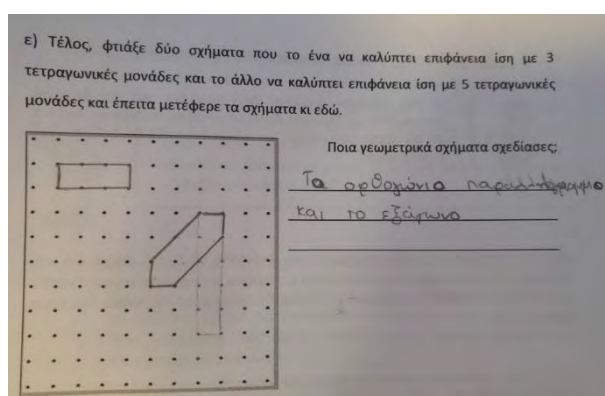 ε) Τέλος, φτιάξε δύο σχήματα που το ένα να καλύπτει επιφάνεια ίση με 3
τετραγωνικές μονάδες και το άλλο να καλύπτει επιφάνεια ίση με 5 τετραγωνικές
μονάδες και έπειτα μετέφερε τα σχήματα κι εδώ.
Ποια γεωμετρικά σχήματα σχεδίασες;
Το ορθογώνιο παραλληλόγραμμο
και το εξάγωνο